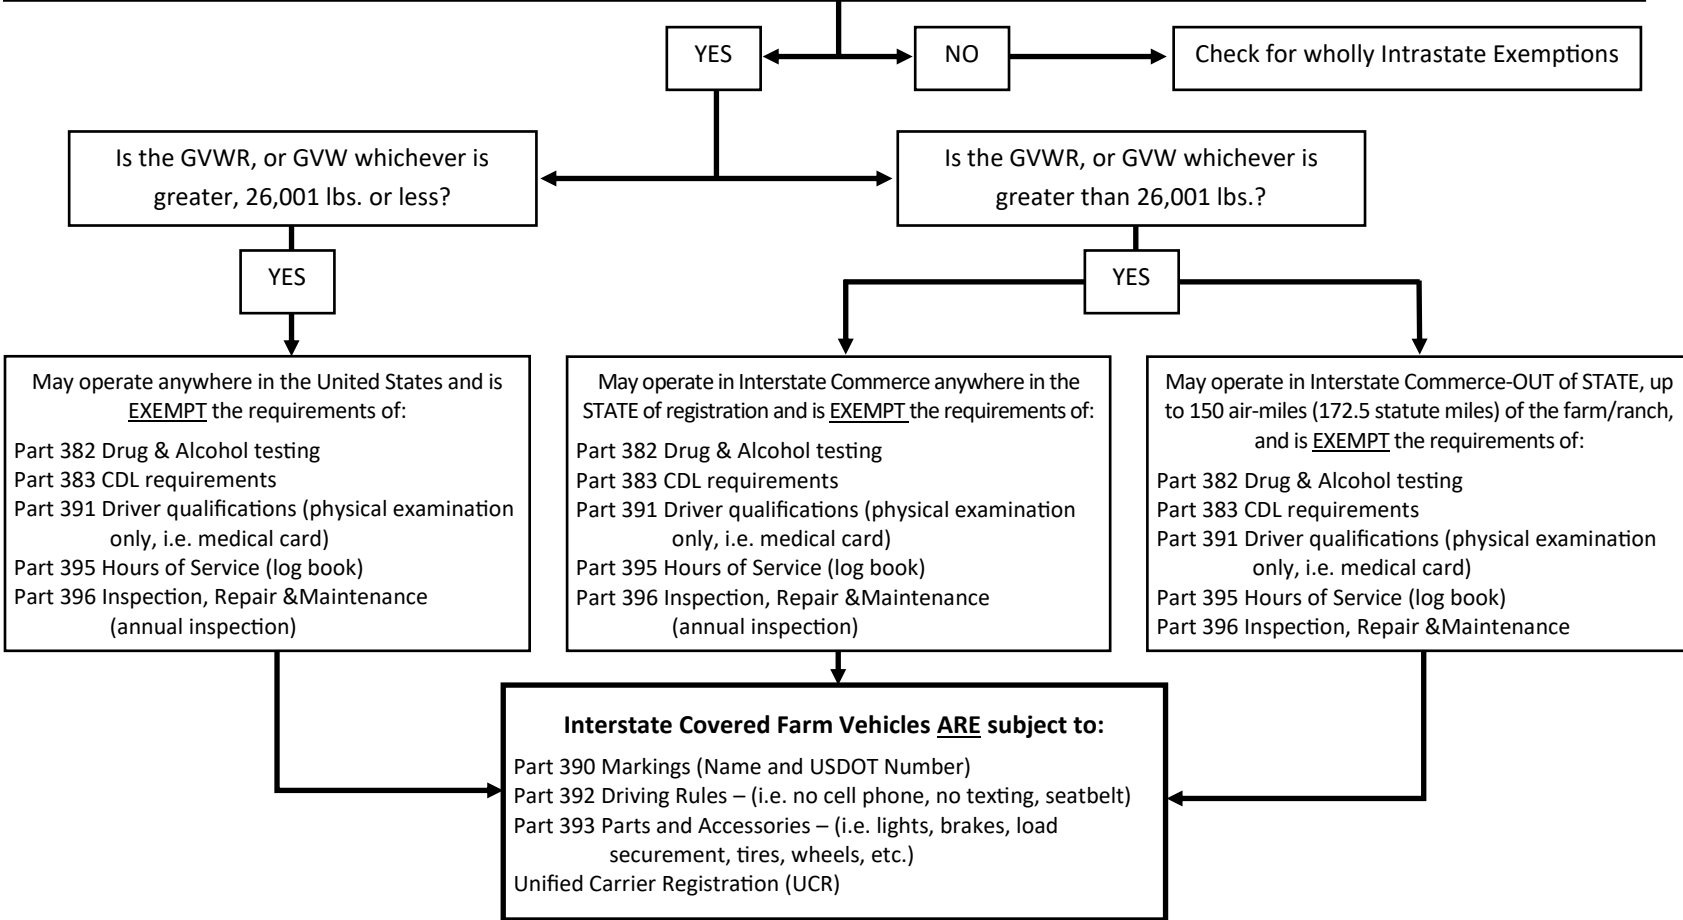 YES
NO
Check for wholly Intrastate Exemptions
Is the GVWR, or GVW whichever is
greater, 26,001 lbs. or less?
Is the GVWR, or GVW whichever is
greater than 26,001 lbs.?
YES
YES
May operate anywhere in the United States and is
EXEMPT the requirements of:
Part 382 Drug & Alcohol testing
Part 383 CDL requirements
Part 391 Driver qualifications (physical examination
only, i.e. medical card)
Part 395 Hours of Service (log book)
Part 396 Inspection, Repair &Maintenance
(annual inspection)
May operate in Interstate Commerce anywhere in the
STATE of registration and is EXEMPT the requirements of:
Part 382 Drug & Alcohol testing
Part 383 CDL requirements
Part 391 Driver qualifications (physical examination
only, i.e. medical card)
Part 395 Hours of Service (log book)
Part 396 Inspection, Repair &Maintenance
(annual inspection)
May operate in Interstate Commerce-OUT of STATE, up
to 150 air-miles (172.5 statute miles) of the farm/ranch,
and is EXEMPT the requirements of:
Part 382 Drug & Alcohol testing
Part 383 CDL requirements
Part 391 Driver qualifications (physical examination
only, i.e. medical card)
Part 395 Hours of Service (log book)
Part 396 Inspection, Repair &Maintenance
Interstate Covered Farm Vehicles ARE subject to:
Part 390 Markings (Name and USDOT Number)
Part 392 Driving Rules – (i.e. no cell phone, no texting, seatbelt)
Part 393 Parts and Accessories – (i.e. lights, brakes, load
securement, tires, wheels, etc.)
Unified Carrier Registration (UCR)